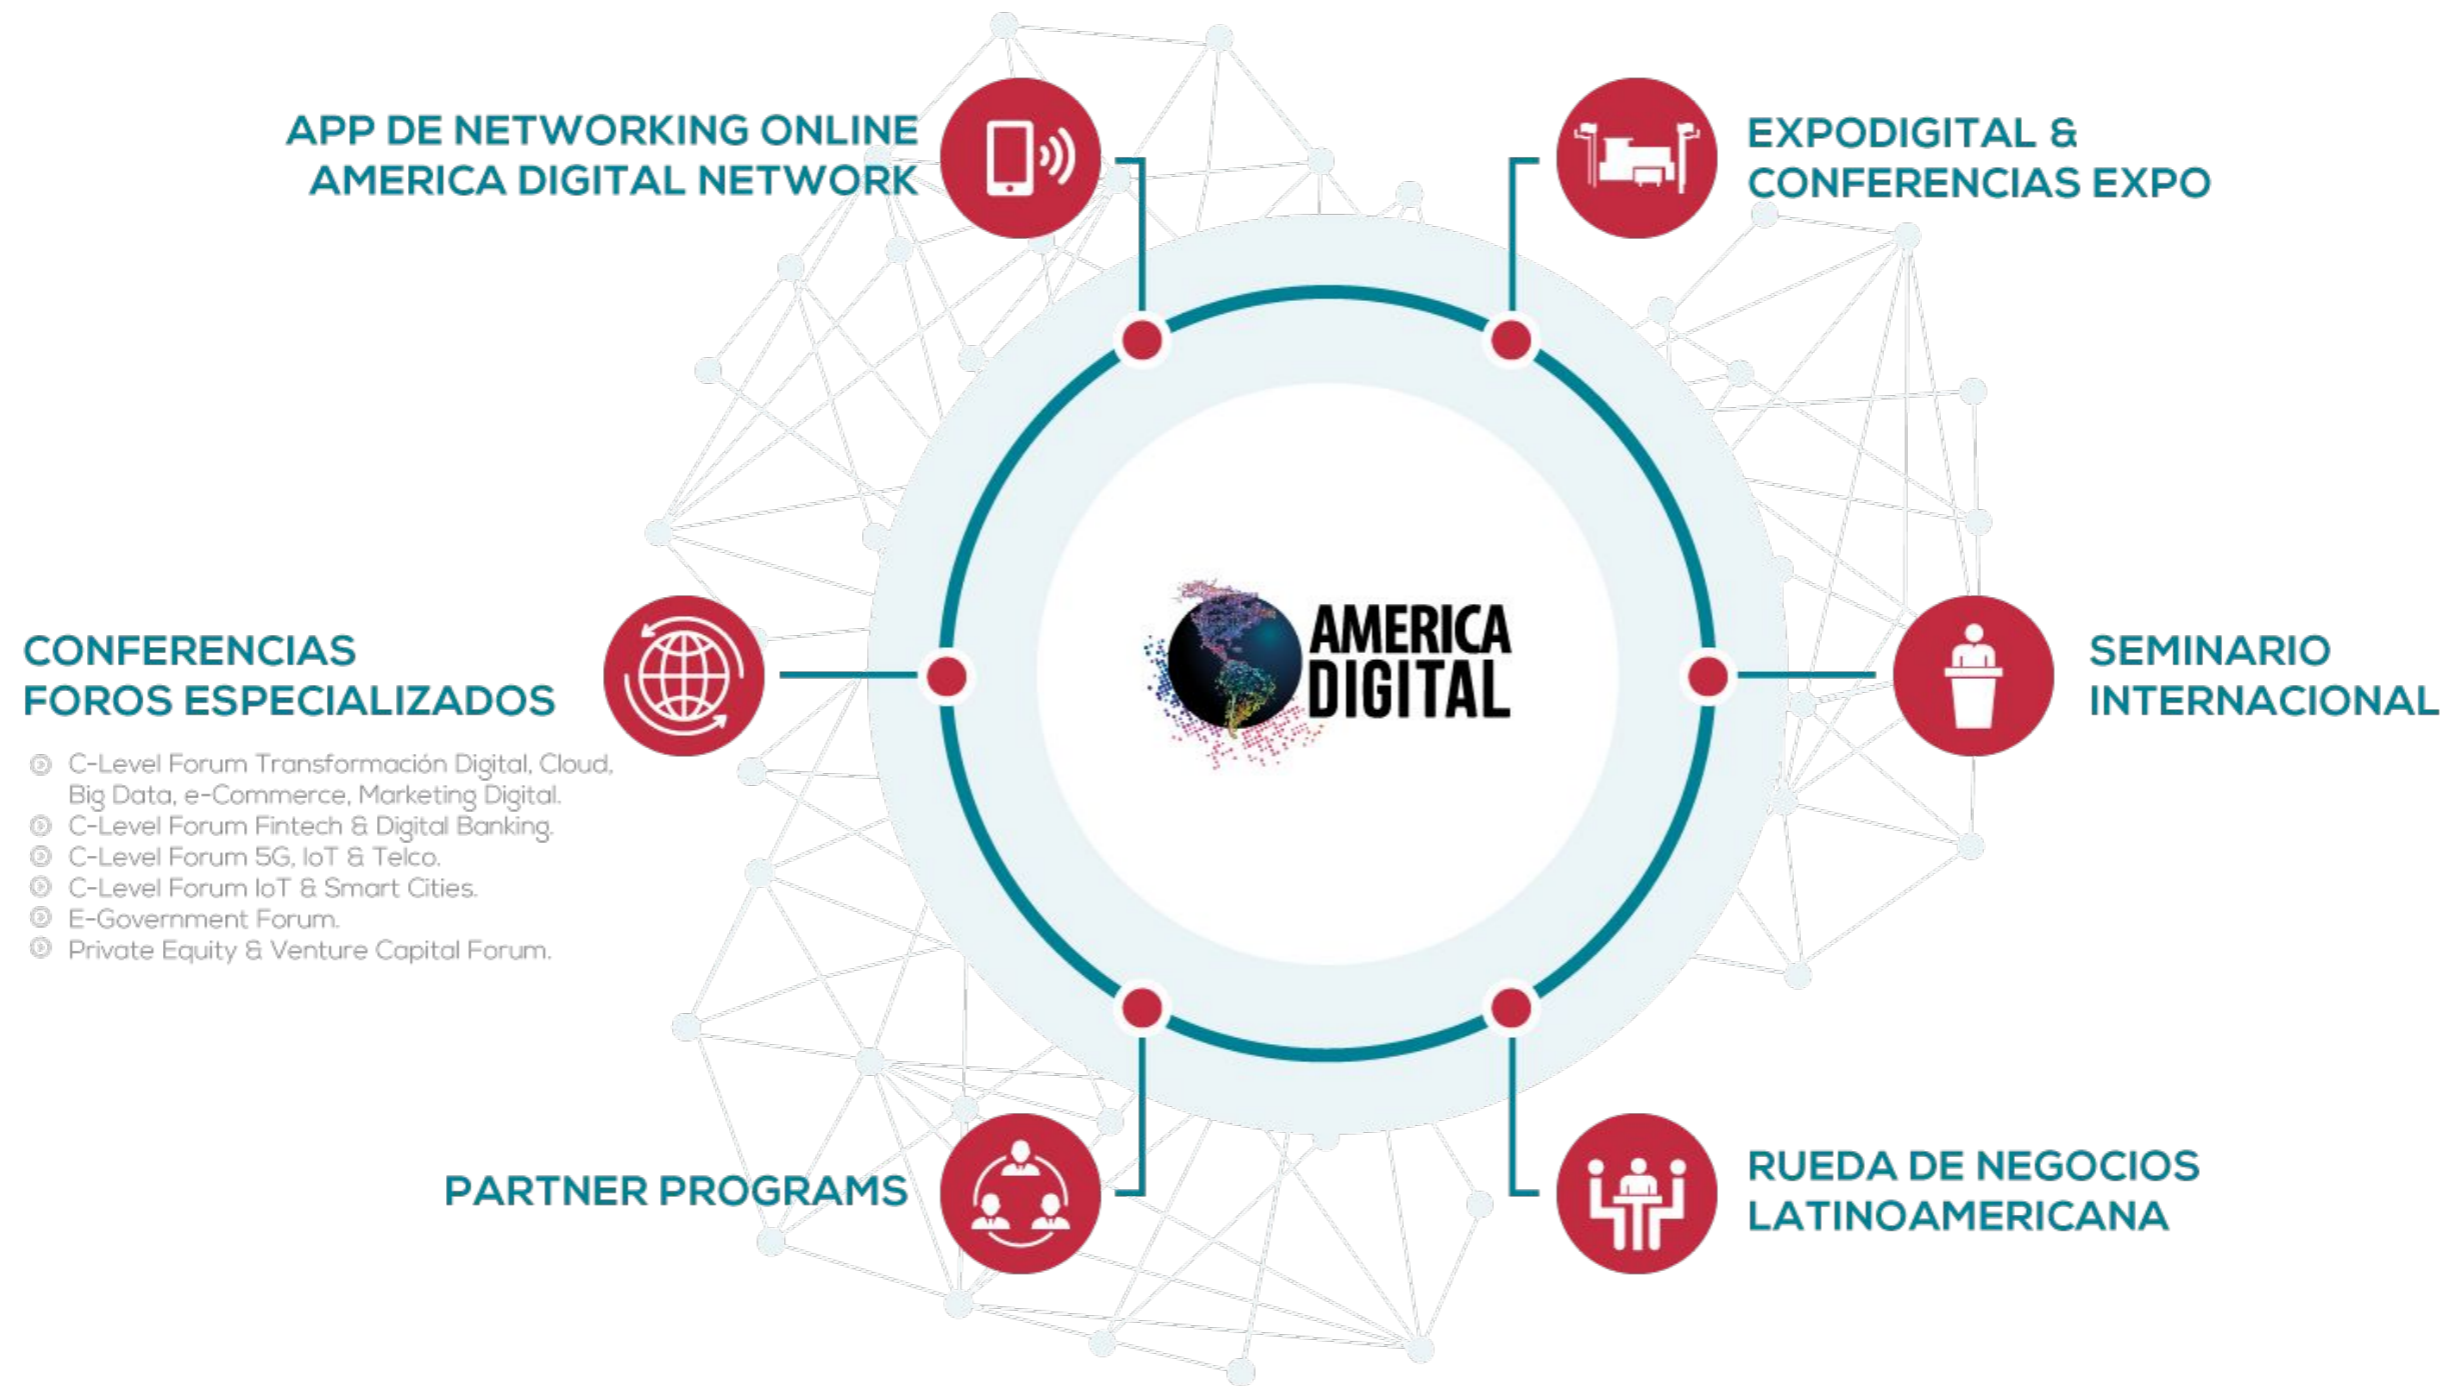 APP DE NETWORKING ONLINE
AMERICA DIGITAL NETWORK
EXPODIGITAL &
CONFERENCIAS EXPO
CONFERENCIAS
FOROS ESPECIALIZADOS
C-Level Forum Transformación Digital, Cloud,
Big Data, e-Commerce, Marketing Digital.
C-Level Forum Fintech & Digital Banking.
C-Level Forum 5G, IoT & Telco.
C-Level Forum IoT & Smart Cities.
E-Government Forum.
Private Equity & Venture Capital Forum.
AMERICA
DIGITAL
SEMINARIO
INTERNACIONAL
PARTNER PROGRAMS
RUEDA DE NEGOCIOS
LATINOAMERICANA